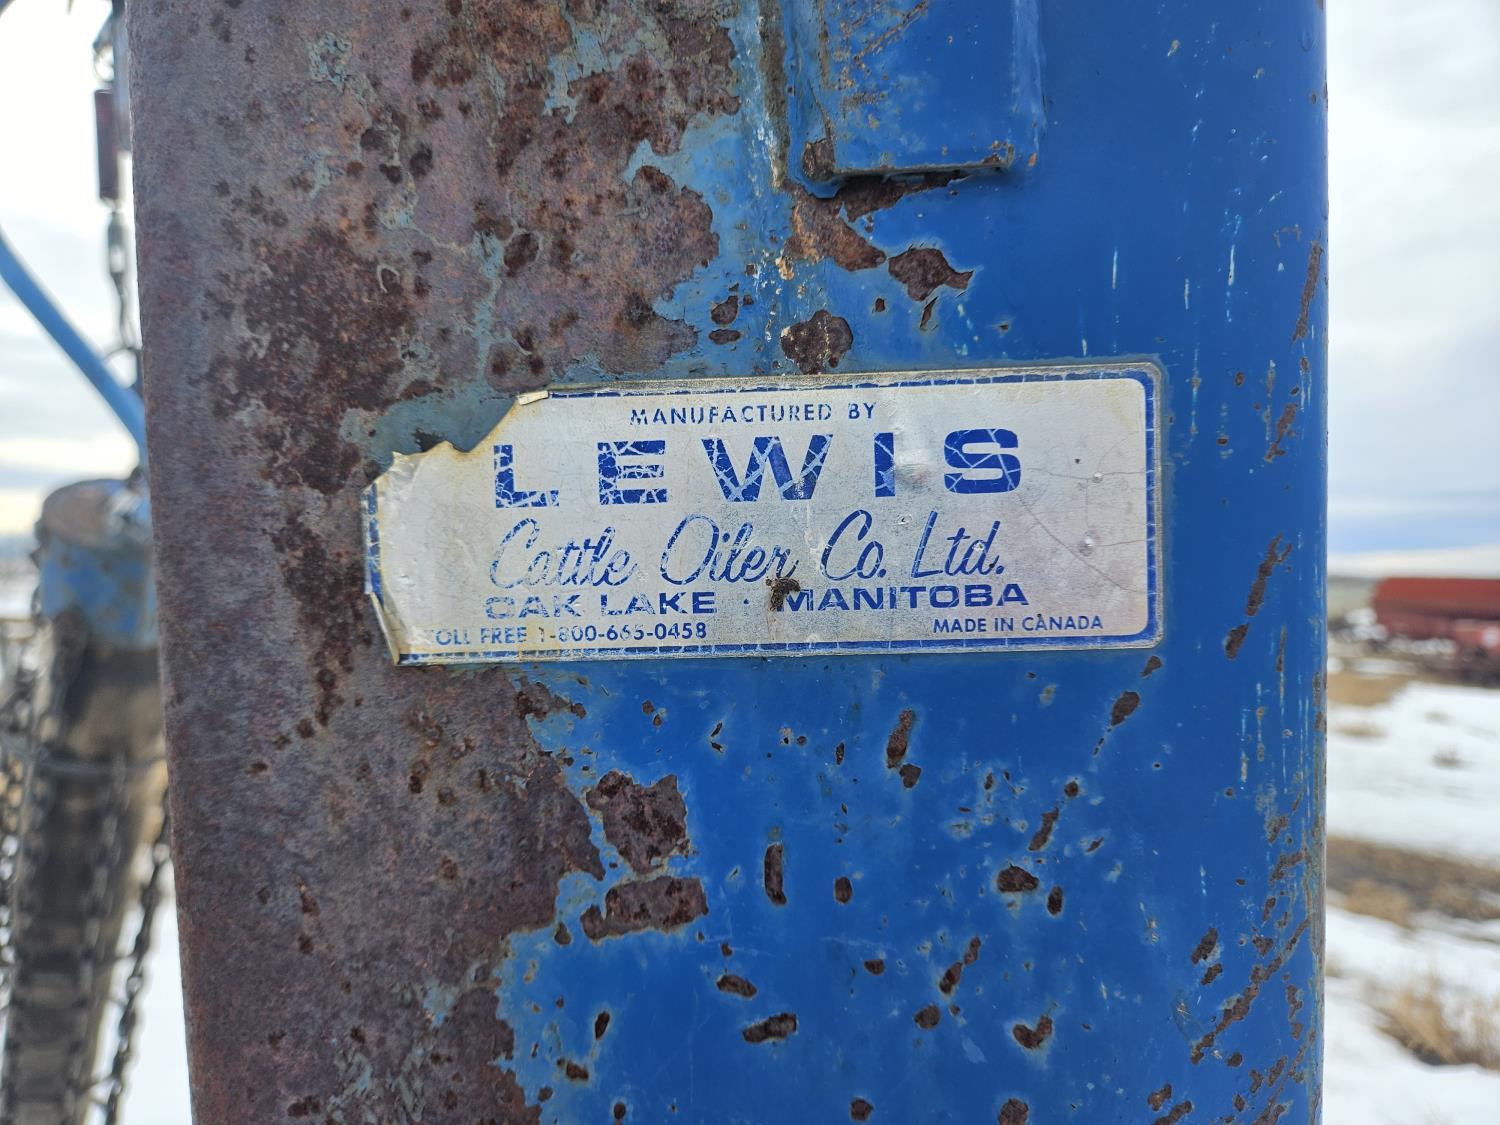 MANUFACTURED BY
LEWIS
Cattle Oiler Co. Ltd.
OAK LAKE · MANITOBA
TOLL FREE 1-800-665-0458 MADE IN CANADA